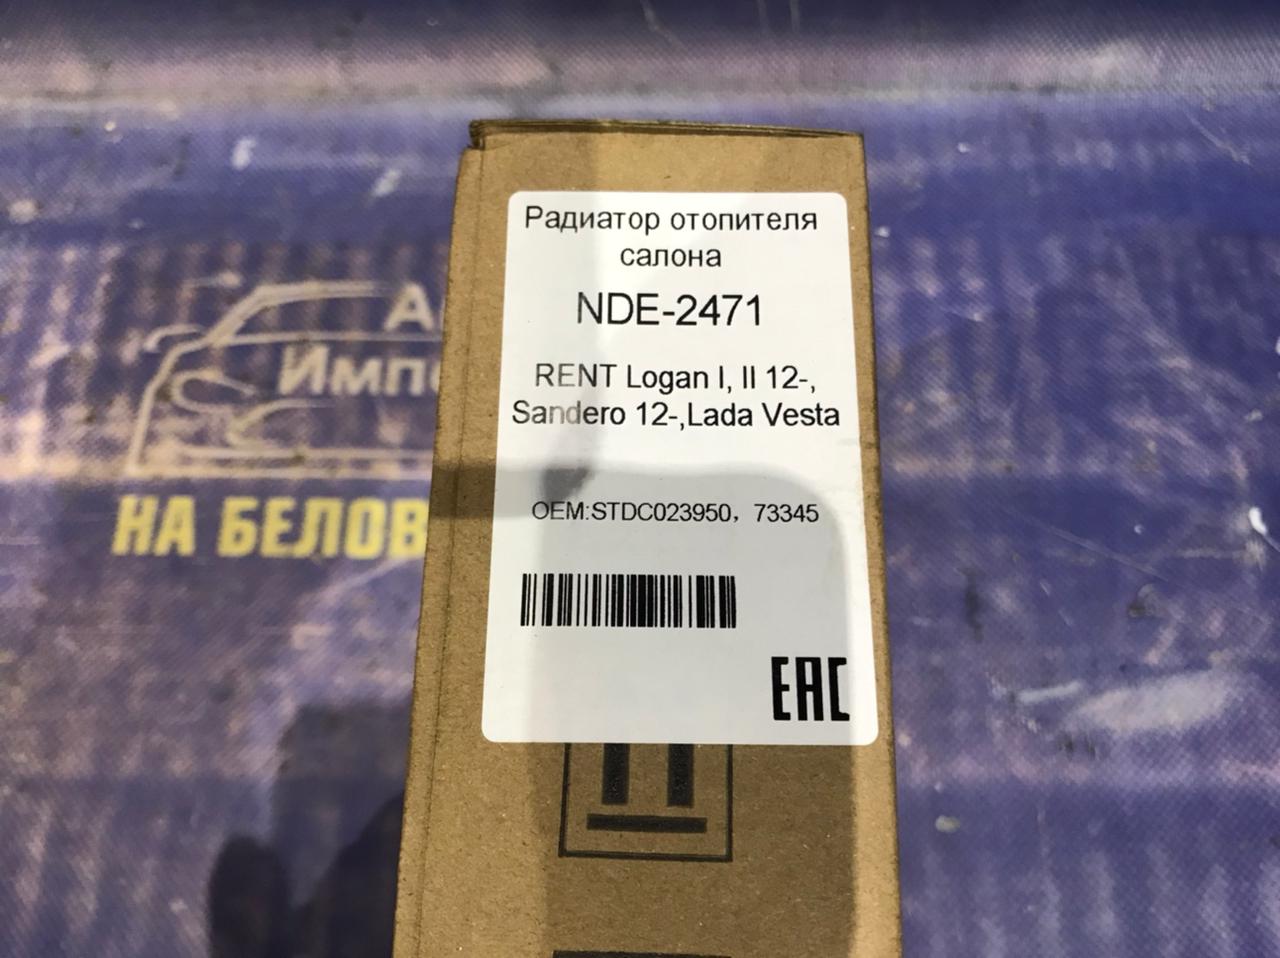 Радиатор отопителя
салона
NDE-2471
RENT Logan I, II 12-,
Sandero 12-,Lada Vesta
OEM:STDC023950, 73345
EAC
НА БЕЛОВ